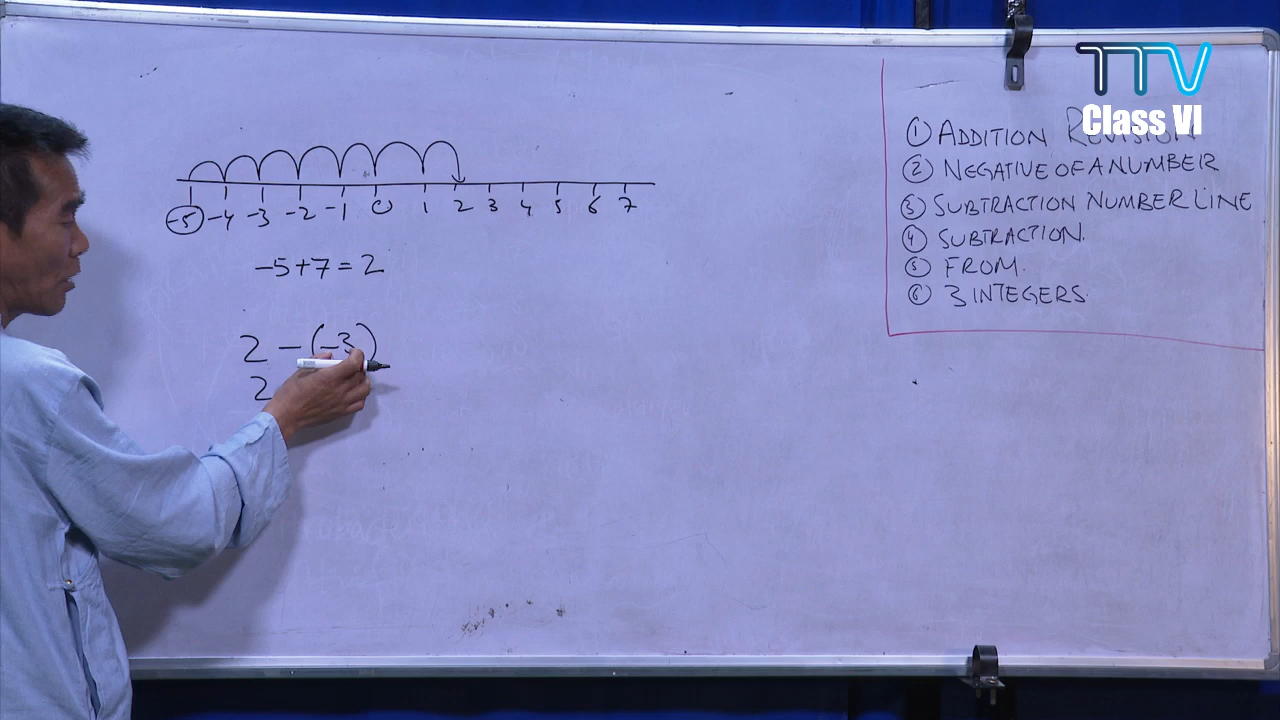 TTV
Class VI
① ADDITION REVISION
② NEGATIVE OF A NUMBER
③ SUBTRACTION NUMBER LINE
④ SUBTRACTION.
⑤ FROM.
⑥ 3 INTEGERS.
-5 -4 -3 -2 -1 0 1 2 3 4 5 6 7
-5+7=2
2 -(-3)
2